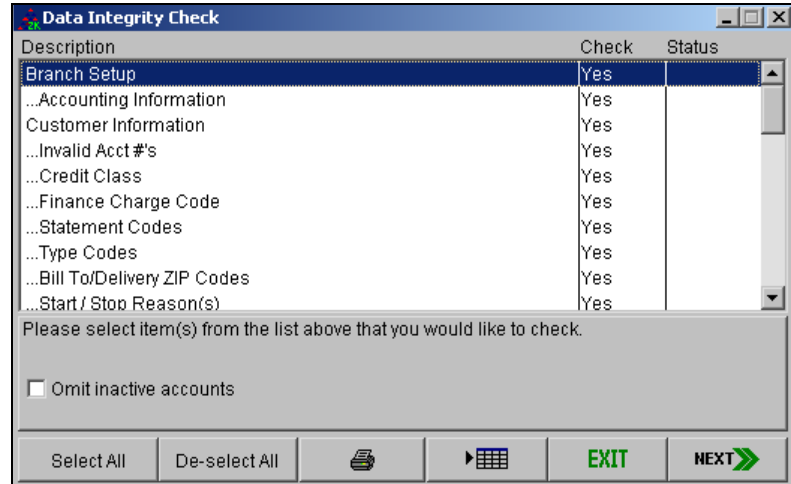 2K Data Integrity Check
Description Check Status
Branch Setup Yes
...Accounting Information Yes
Customer Information Yes
...Invalid Acct #'s Yes
...Credit Class Yes
...Finance Charge Code Yes
...Statement Codes Yes
...Type Codes Yes
...Bill To/Delivery ZIP Codes Yes
...Start / Stop Reason(s) Yes
Please select item(s) from the list above that you would like to check.
Omit inactive accounts
Select All De-select All EXIT NEXT